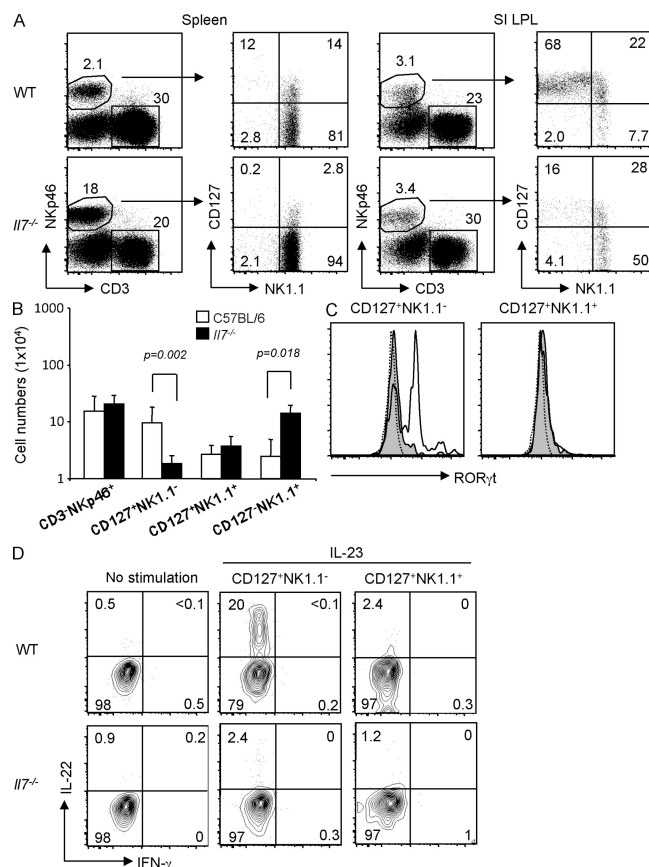 A
Spleen
SI LPL
WT
2.1
30
12
14
2.8
81
3.1
23
68
22
2.0
7.7
Il7-/-
18
20
0.2
2.8
2.1
94
3.4
30
16
28
4.1
50
NKp46
CD3
CD127
NK1.1
NKp46
CD3
CD127
NK1.1
B
1000
100
10
1
Cell numbers (1x10⁴)
C57BL/6
Il7-/-
p=0.002
p=0.018
CD3⁻NKp46⁺
CD127⁺NK1.1⁻
CD127⁺NK1.1⁺
CD127⁻NK1.1⁺
C
CD127⁺NK1.1⁻
CD127⁺NK1.1⁺
RORγt
D
IL-23
No stimulation
CD127⁺NK1.1⁻
CD127⁺NK1.1⁺
WT
0.5
<0.1
98
0.5
20
<0.1
79
0.2
2.4
0
97
0.3
Il7-/-
0.9
0.2
98
0
2.4
0
97
0.3
1.2
0
97
1
IL-22
IFN-γ